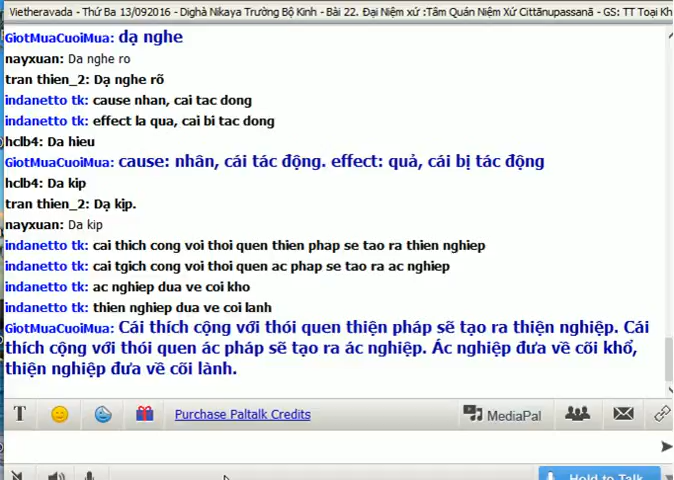 Vietheravada - Thứ Ba 13/09/2016 - Dighà Nikaya Trường Bộ Kinh - Bài 22. Đại Niệm xứ :Tâm Quán Niệm Xứ Cittānupassanā - GS: TT Toại Kh
GiotMuaCuoiMua: dạ nghe
nayxuan: Da nghe ro
tran thien_2: Dạ nghe rõ
indanetto tk: cause nhan, cai tac dong
indanetto tk: effect la qua, cai bi tac dong
hclb4: Da hieu
GiotMuaCuoiMua: cause: nhân, cái tác động. effect: quả, cái bị tác động
hclb4: Da kip
tran thien_2: Dạ kịp.
nayxuan: Da kip
indanetto tk: cai thich cong voi thoi quen thien phap se tao ra thien nghiep
indanetto tk: cai tgich cong voi thoi quen ac phap se tao ra ac nghiep
indanetto tk: ac nghiep dua ve coi kho
indanetto tk: thien nghiep dua ve coi lanh
GiotMuaCuoiMua: Cái thích cộng với thói quen thiện pháp sẽ tạo ra thiện nghiệp. Cái
thích cộng với thói quen ác pháp sẽ tạo ra ác nghiệp. Ác nghiệp đưa về cõi khổ,
thiện nghiệp đưa về cõi lành.
T Purchase Paltalk Credits MediaPal
Hold to Talk